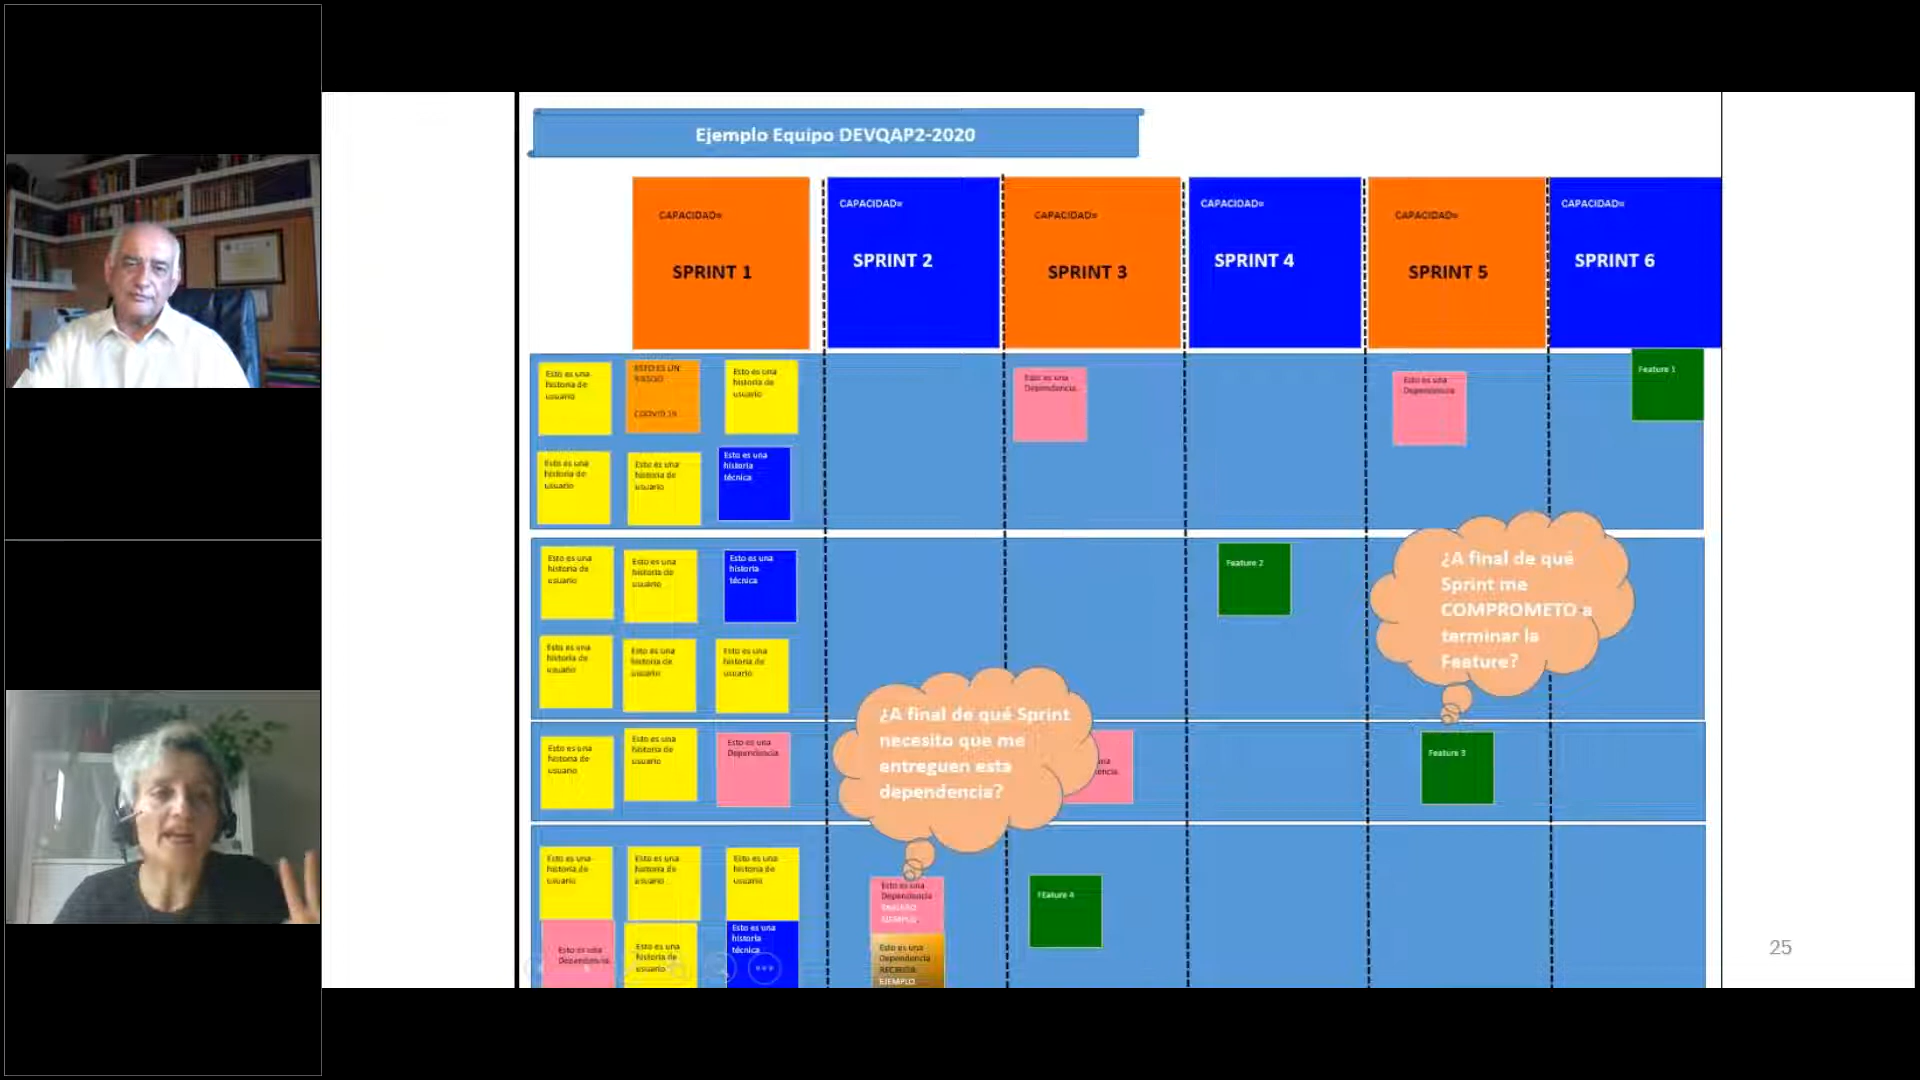 Ejemplo Equipo DEVQAP2-2020
CAPACIDAD=
SPRINT 1
CAPACIDAD=
SPRINT 2
CAPACIDAD=
SPRINT 3
CAPACIDAD=
SPRINT 4
CAPACIDAD=
SPRINT 5
CAPACIDAD=
SPRINT 6
Esto es una
historia de
usuario
ESTO ES UN
RIESGO
Esto es una
historia de
usuario
Esto es una
Dependencia
Esto es una
Dependencia
Feature 1
Esto es una
historia de
usuario
Esto es una
historia de
usuario
Esto es una
historia
técnica
Esto es una
historia de
usuario
Esto es una
historia de
usuario
Esto es una
historia
técnica
Feature 2
¿A final de qué
Sprint me
COMPROMETO a
terminar la
Feature?
Esto es una
historia de
usuario
Esto es una
historia de
usuario
Esto es una
historia de
usuario
Esto es una
historia de
usuario
Esto es una
historia de
usuario
Esto es una
Dependencia
¿A final de qué Sprint
necesito que me
entreguen esta
dependencia?
una
encia
Feature 3
Esto es una
historia de
usuario
Esto es una
historia de
usuario
Esto es una
historia de
usuario
Esto es una
Dependencia
EJEMPLO
FEature 4
Esto es una
Dependencia
Esto es una
historia de
usuario
Esto es una
historia
técnica
Esto es una
Dependencia
RECIBIDA
EJEMPLO
25